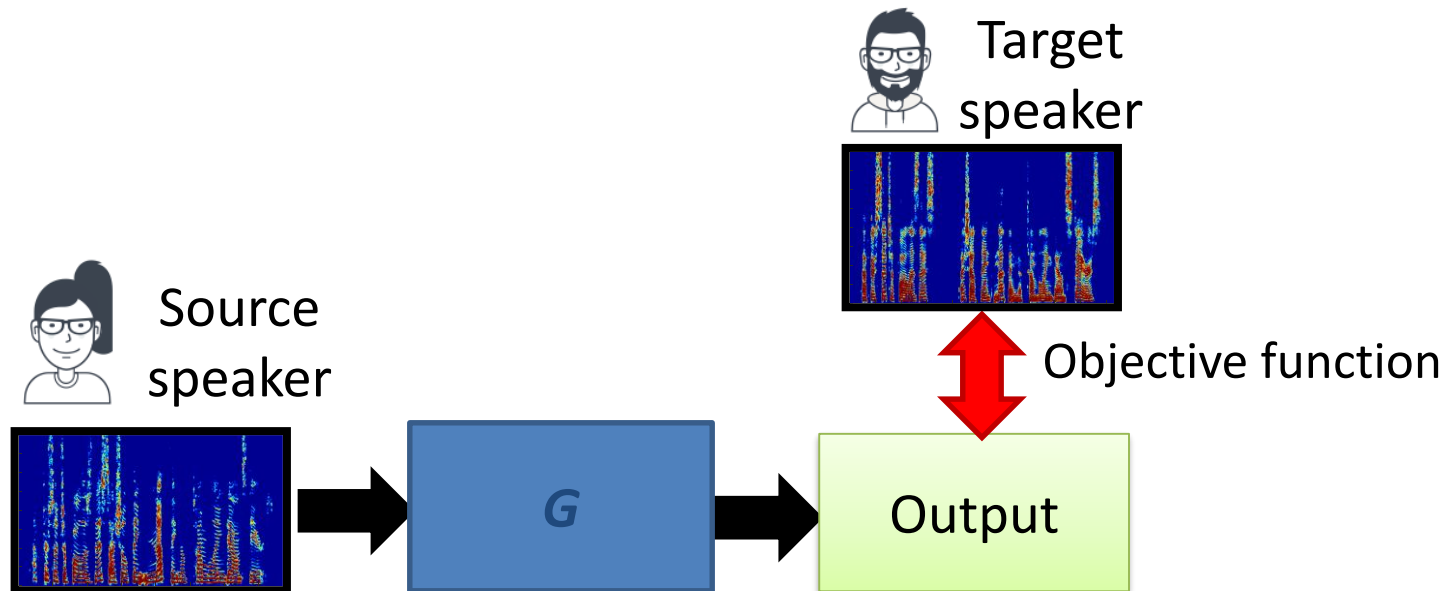 Target
speaker
Source
speaker
Objective function
G
Output